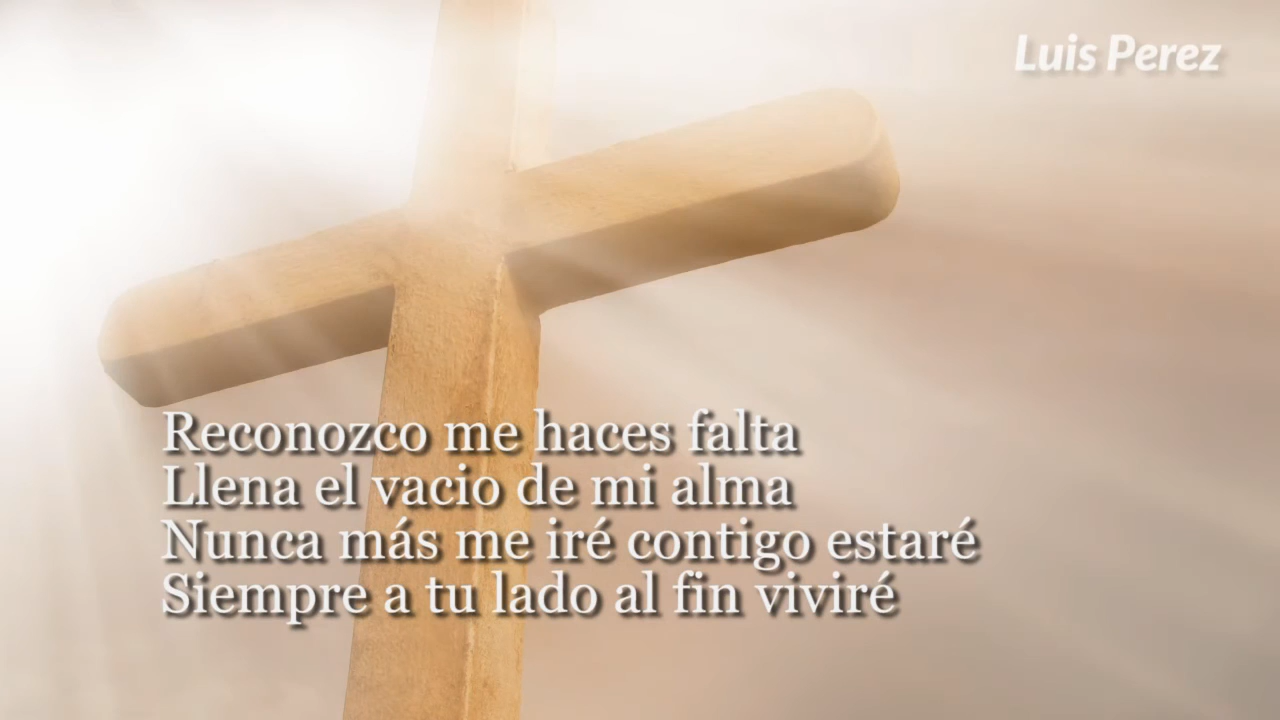 Luis Perez
Reconozco me haces falta
Llena el vacio de mi alma
Nunca más me iré contigo estaré
Siempre a tu lado al fin viviré